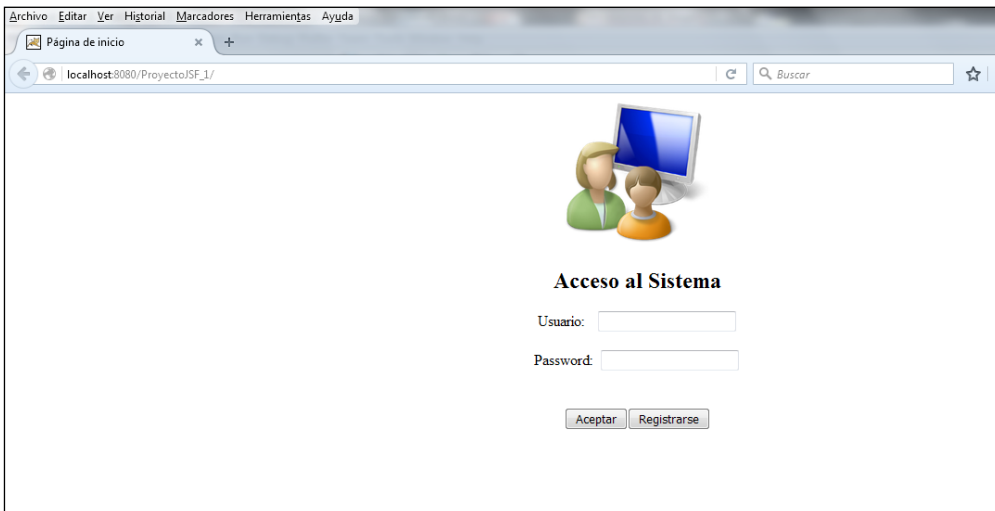 Archivo Editar Ver Historial Marcadores Herramientas Ayuda
Página de inicio × +
localhost:8080/ProyectoJSF_1/ Buscar
Acceso al Sistema
Usuario:
Password:
Aceptar Registrarse